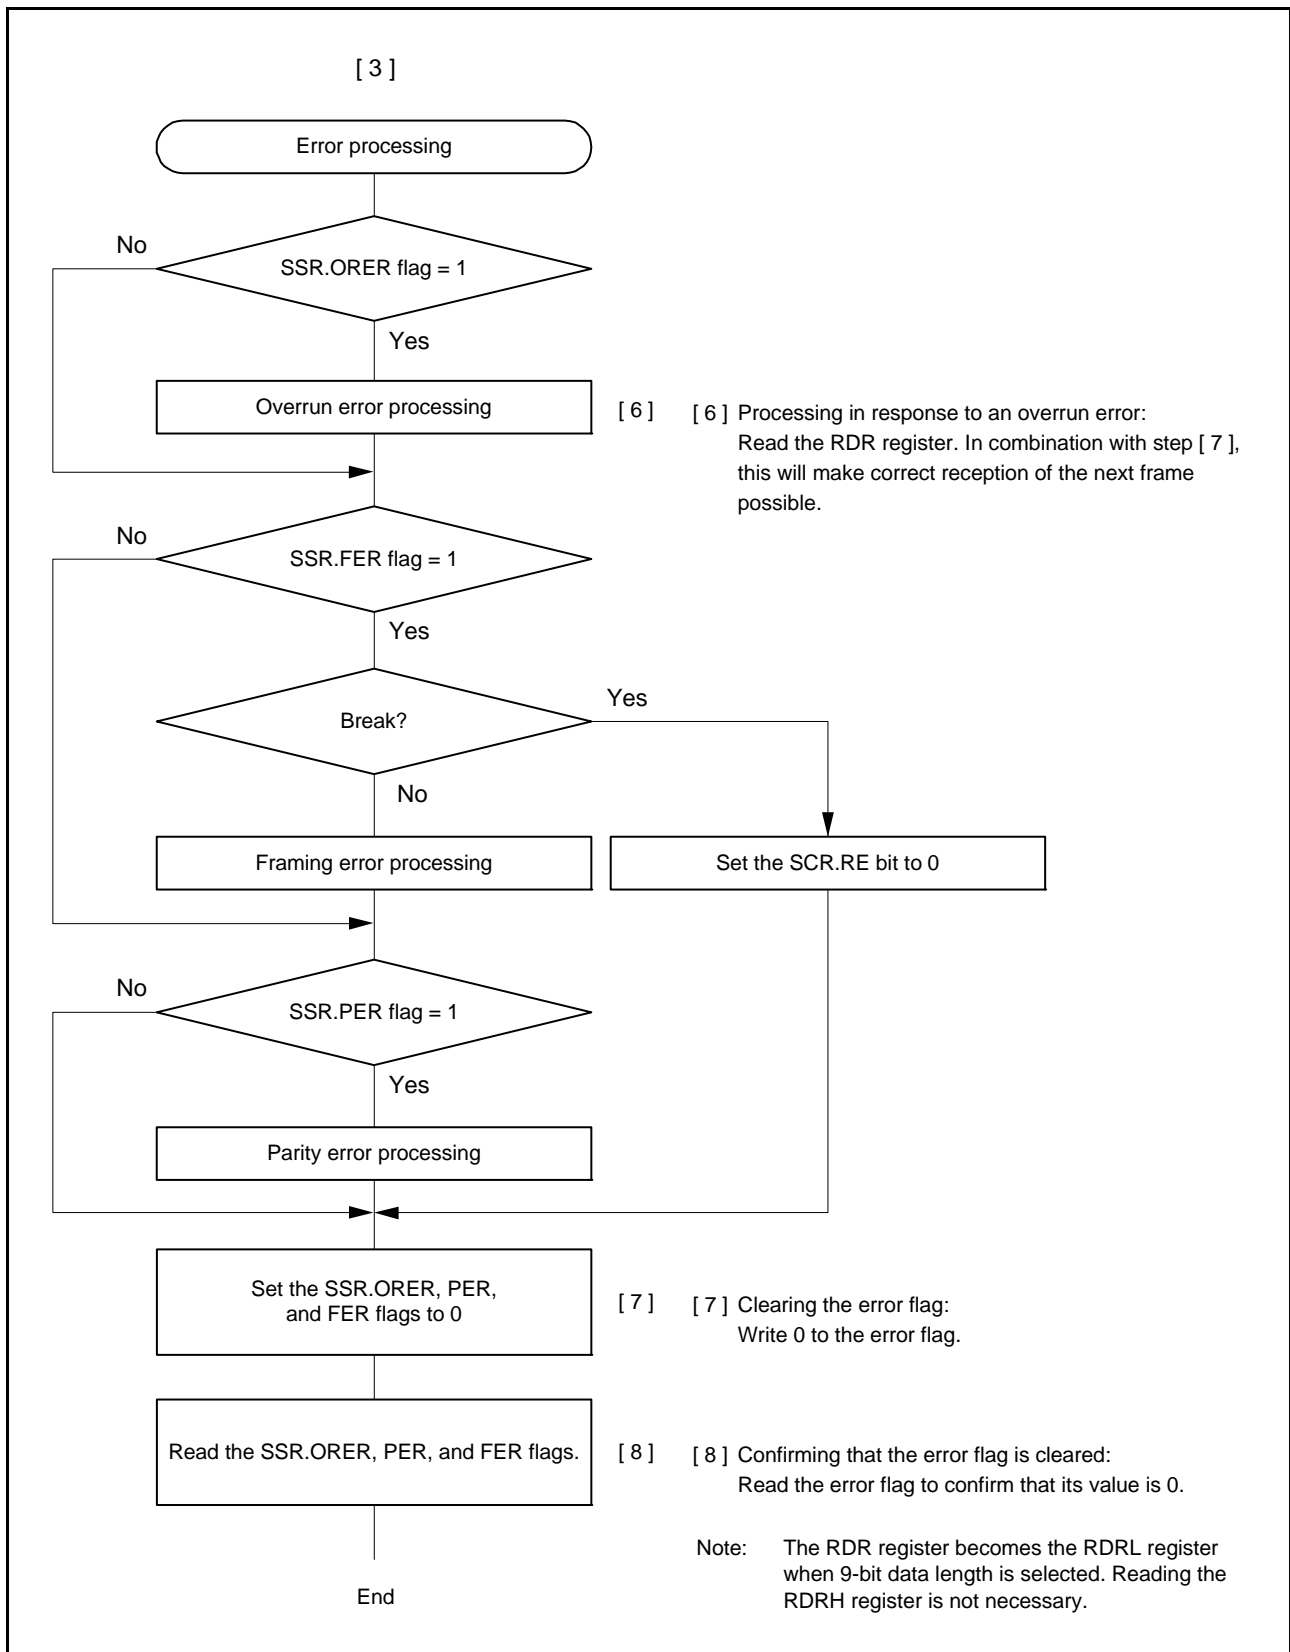 [ 3 ]
Error processing
No
SSR.ORER flag = 1
Yes
Overrun error processing
[ 6 ]
[ 6 ] Processing in response to an overrun error:
Read the RDR register. In combination with step [ 7 ],
this will make correct reception of the next frame
possible.
No
SSR.FER flag = 1
Yes
Break?
Yes
No
Framing error processing
Set the SCR.RE bit to 0
No
SSR.PER flag = 1
Yes
Parity error processing
Set the SSR.ORER, PER,
and FER flags to 0
[ 7 ]
[ 7 ] Clearing the error flag:
Write 0 to the error flag.
Read the SSR.ORER, PER, and FER flags.
[ 8 ]
[ 8 ] Confirming that the error flag is cleared:
Read the error flag to confirm that its value is 0.
Note: The RDR register becomes the RDRL register
when 9-bit data length is selected. Reading the
RDRH register is not necessary.
End